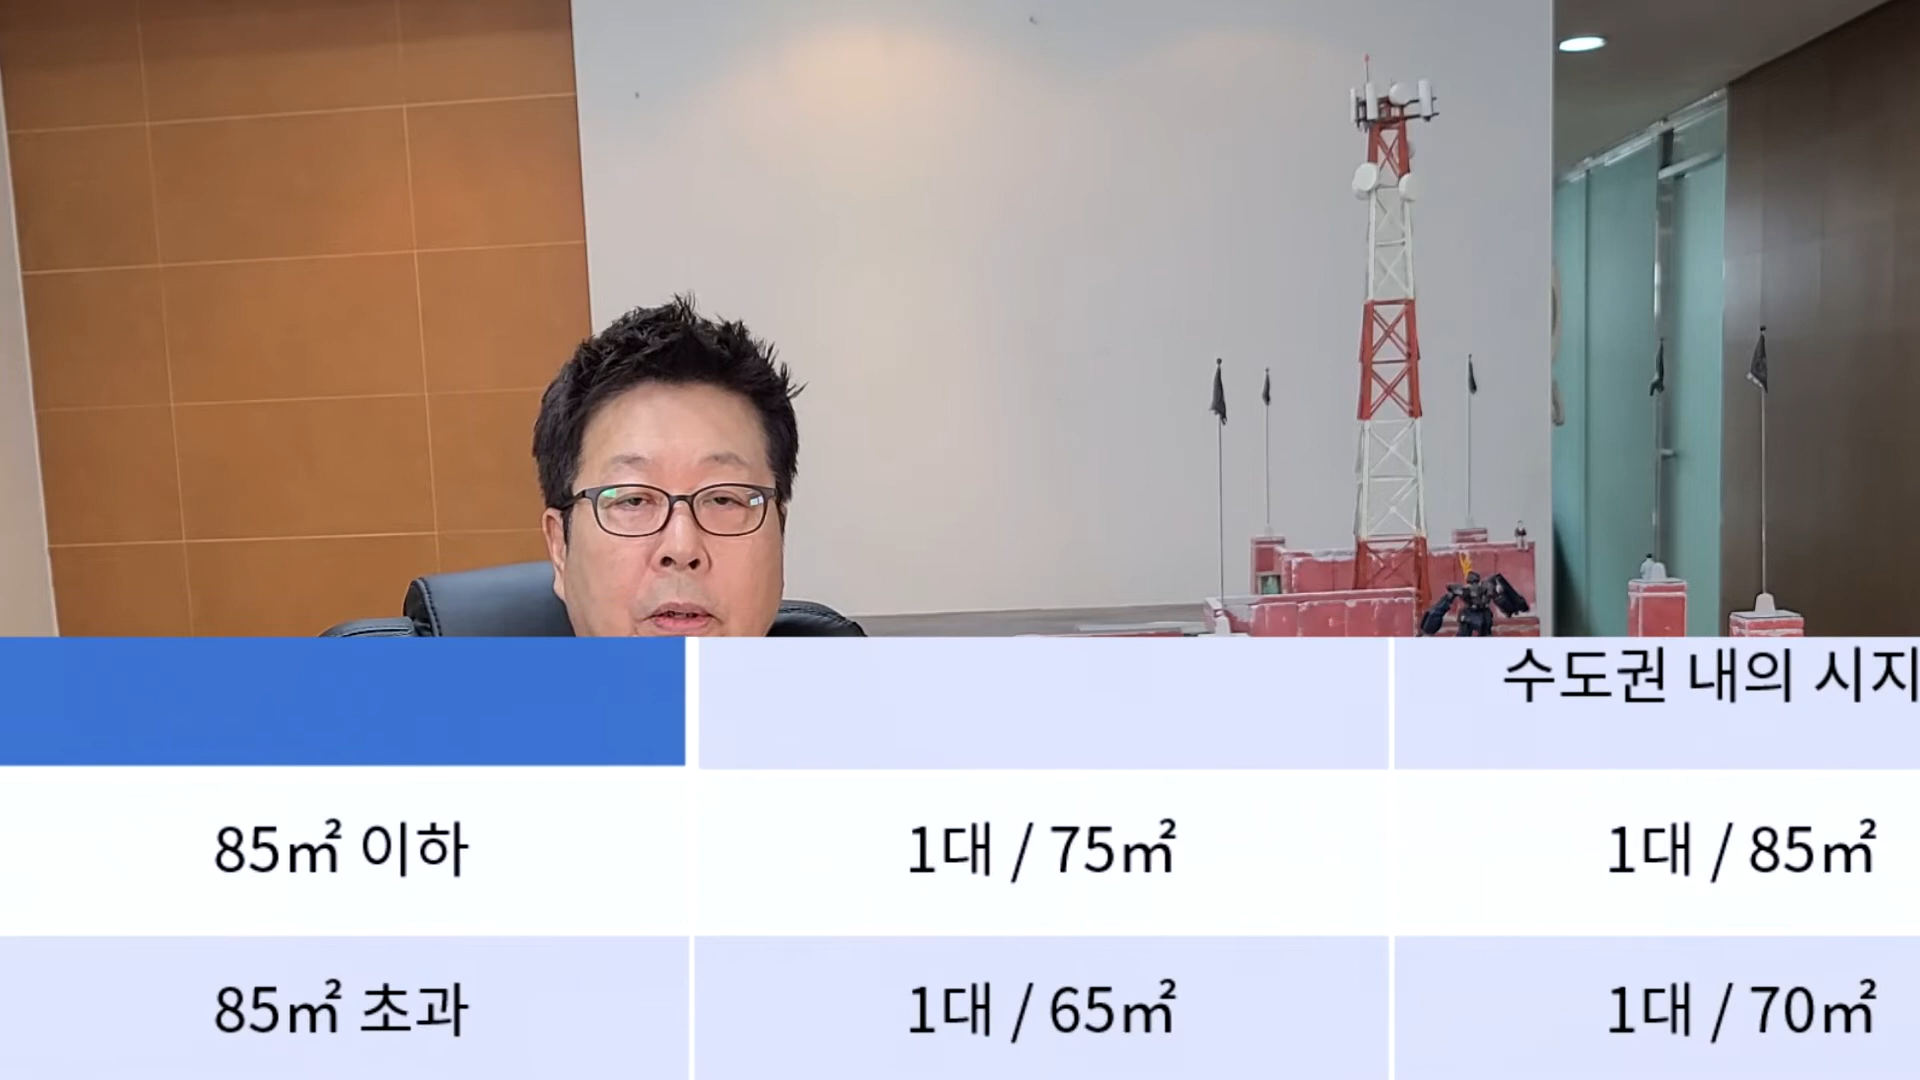 수도권 내의 시지
85㎡ 이하 1대 / 75㎡ 1대 / 85㎡
85㎡ 초과 1대 / 65㎡ 1대 / 70㎡